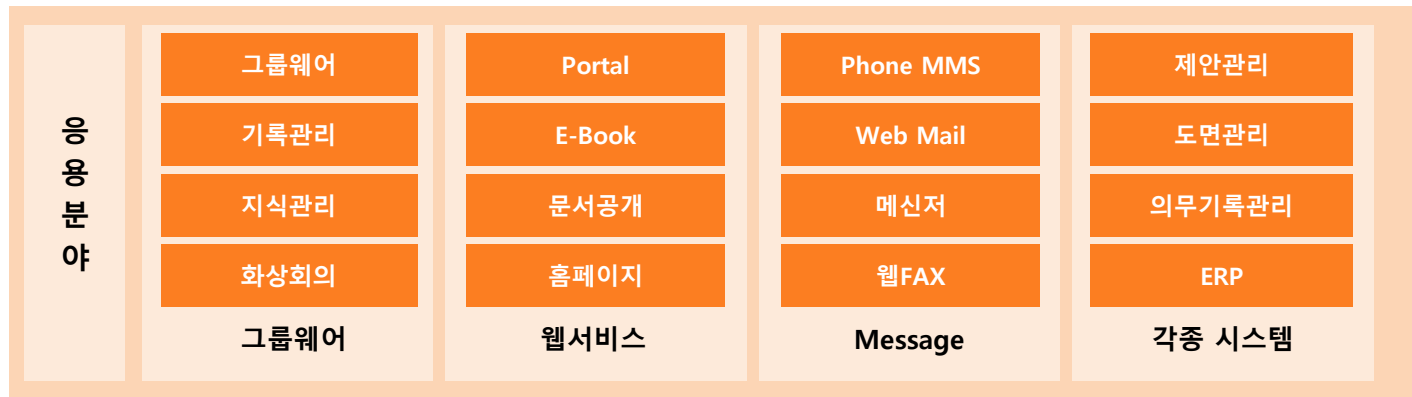 응용분야
그룹웨어
기록관리
지식관리
화상회의
그룹웨어
Portal
E-Book
문서공개
홈페이지
웹서비스
Phone MMS
Web Mail
메신저
웹FAX
Message
제안관리
도면관리
의무기록관리
ERP
각종 시스템